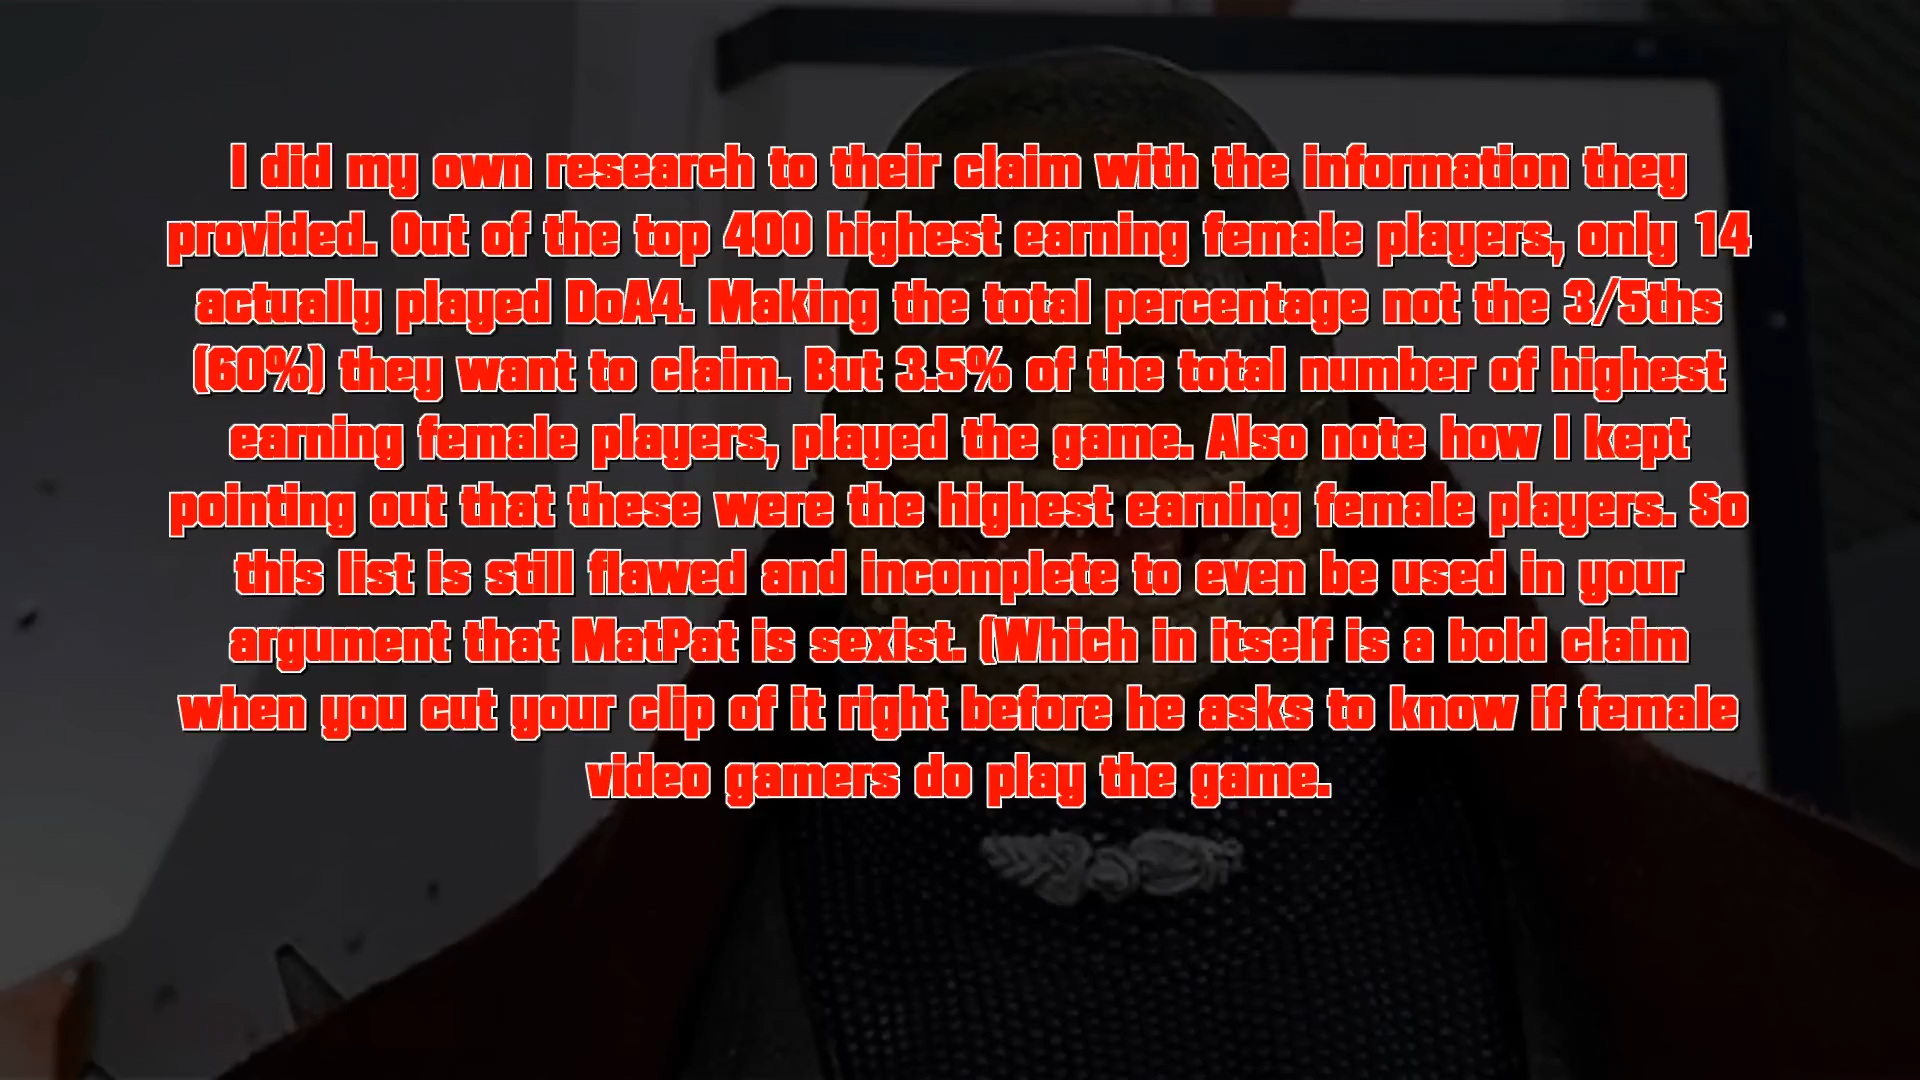 I did my own research to their claim with the information they
provided. Out of the top 400 highest earning female players, only 14
actually played DoA4. Making the total percentage not the 3/5ths
(60%) they want to claim. But 3.5% of the total number of highest
earning female players, played the game. Also note how I kept
pointing out that these were the highest earning female players. So
this list is still flawed and incomplete to even be used in your
argument that MatPat is sexist. (Which in itself is a bold claim
when you cut your clip of it right before he asks to know if female
video gamers do play the game.